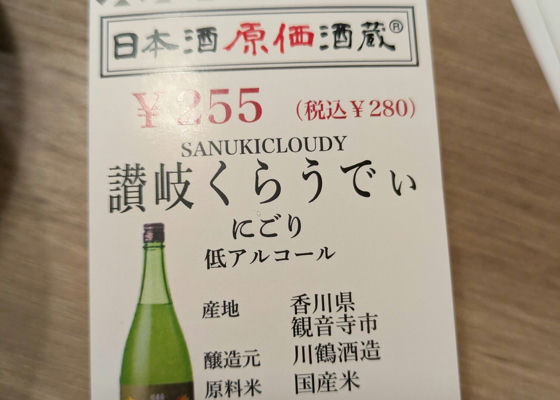 日本酒原価酒蔵®
￥255 （税込￥280）
SANUKICLOUDY
讃岐くらうでぃ
にごり
低アルコール
産地 香川県
観音寺市
醸造元 川鶴酒造
原料米 国産米